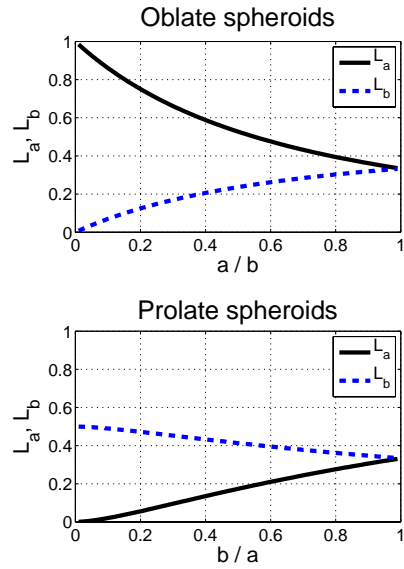 Oblate spheroids
1
0.8
0.6
0.4
0.2
0
L_a, L_b
L_a
L_b
0 0.2 0.4 0.6 0.8 1
a / b
Prolate spheroids
1
0.8
0.6
0.4
0.2
0
L_a, L_b
L_a
L_b
0 0.2 0.4 0.6 0.8 1
b / a